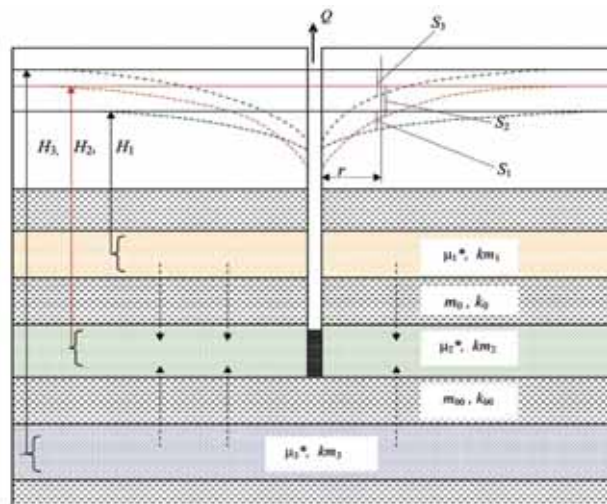 Q
S₃
S₂
S₁
H₃,
H₂,
H₁
r
μ₁*, km₁
m₀, k₀
μ₂*, km₂
m₀₀, k₀₀
μ₃*, km₃